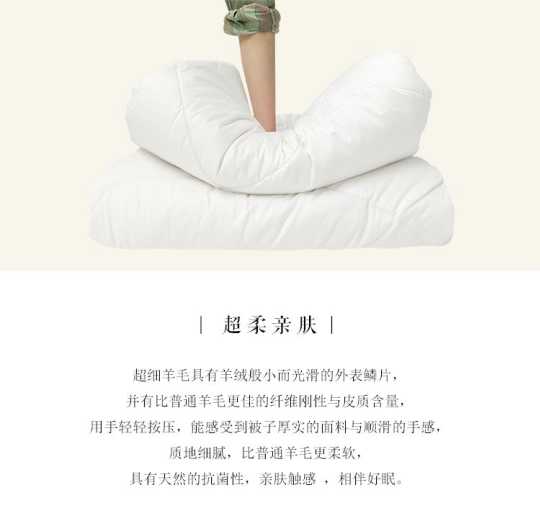 | 超柔亲肤 |
超细羊毛具有羊绒般小而光滑的外表鳞片，
并有比普通羊毛更佳的纤维刚性与皮质含量，
用手轻轻按压，能感受到被子厚实的面料与顺滑的手感，
质地细腻，比普通羊毛更柔软，
具有天然的抗菌性，亲肤触感 ，相伴好眠。